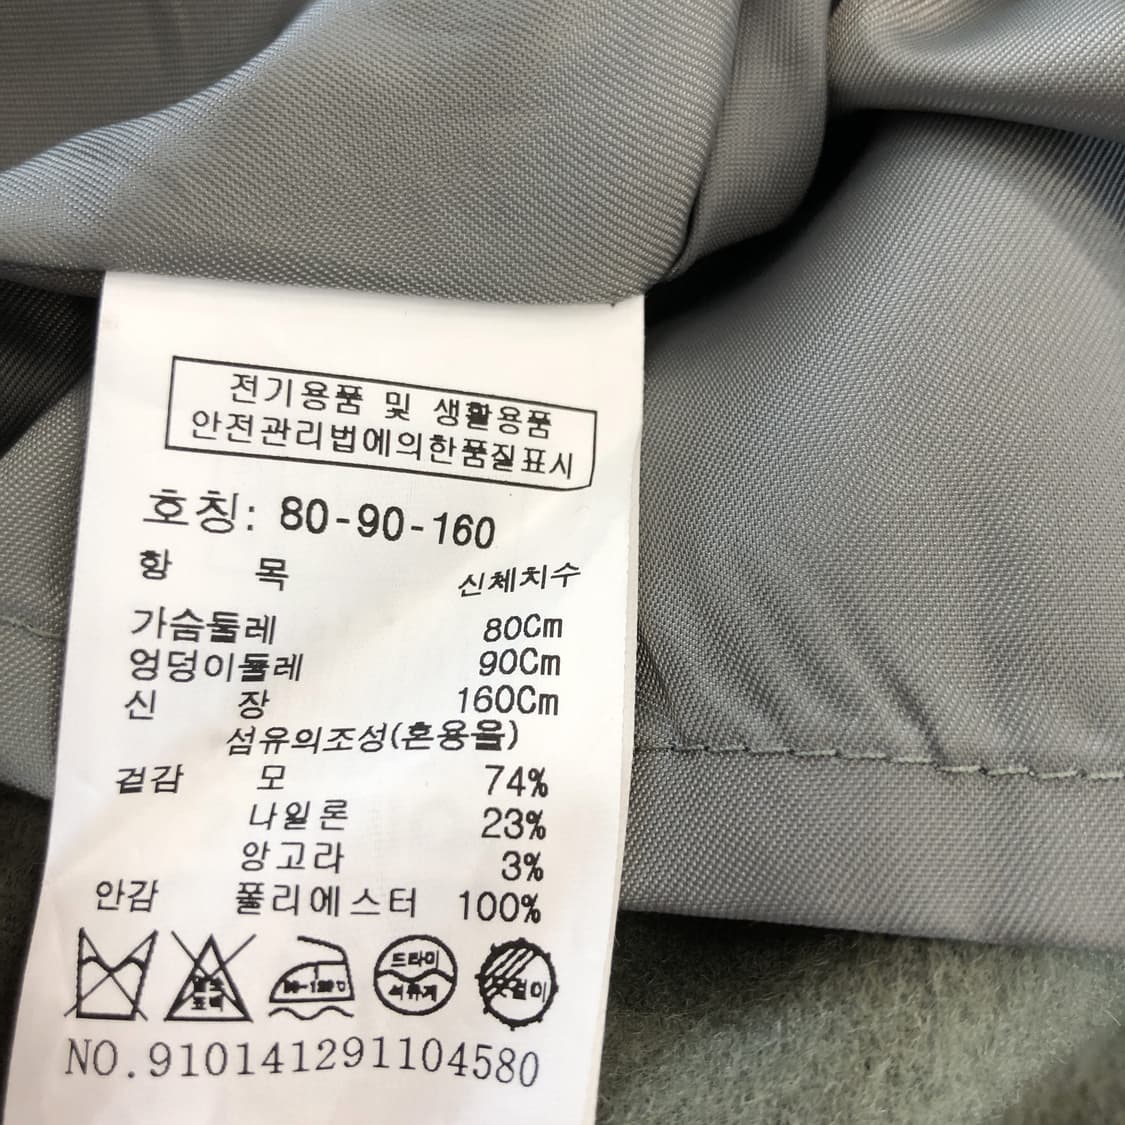 전기용품 및 생활용품
안전관리법에의한품질표시
호칭: 80-90-160
항 목 신체치수
가슴둘레 80Cm
엉덩이둘레 90Cm
신 장 160Cm
섬유의조성(혼용율)
겉감 모 74%
나일론 23%
앙고라 3%
안감 폴리에스터 100%
드라이
석유계
NO.910141291104580